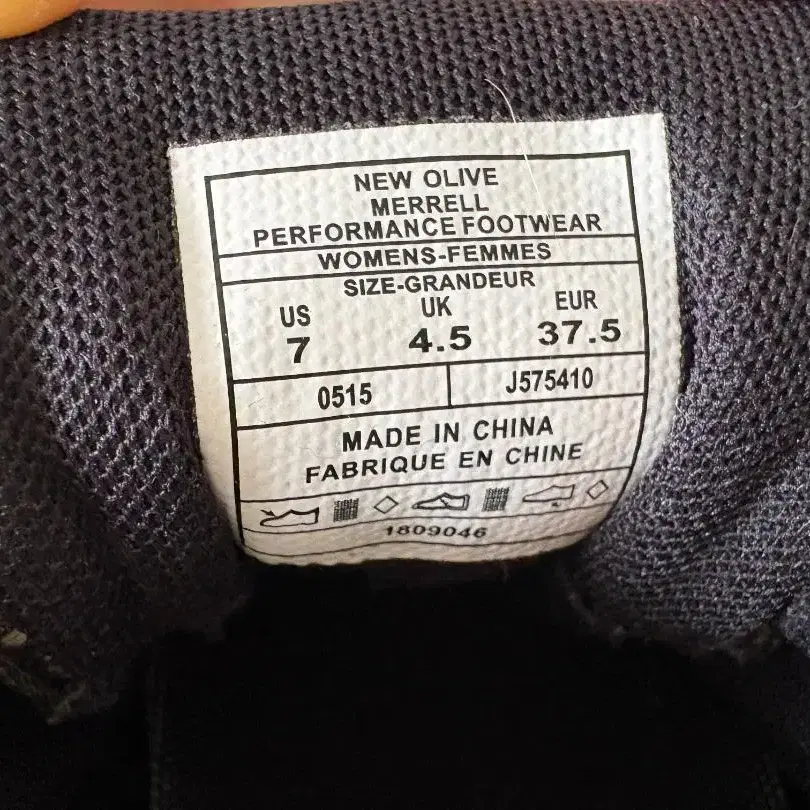 NEW OLIVE
MERRELL
PERFORMANCE FOOTWEAR
WOMENS-FEMMES
SIZE-GRANDEUR
US UK EUR
7 4.5 37.5
0515 J575410
MADE IN CHINA
FABRIQUE EN CHINE
1809046